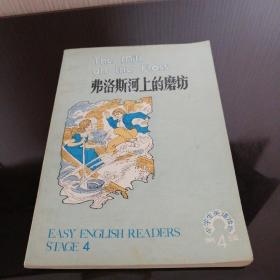 The Mill
on the Floss
弗洛斯河上的磨坊
EASY ENGLISH READERS
STAGE 4
4